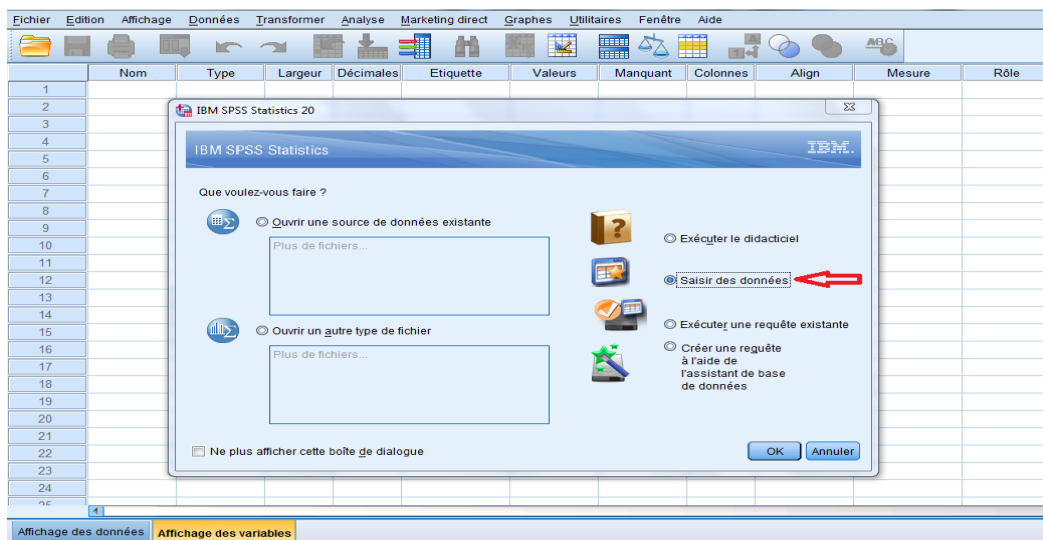 Fichier Edition Affichage Données Transformer Analyse Marketing direct Graphes Utilitaires Fenêtre Aide
A
1 4
ABC
Nom Type Largeur Décimales Etiquette Valeurs Manquant Colonnes Align Mesure Rôle
1
2
3
4
5
6
7
8
9
10
11
12
13
14
15
16
17
18
19
20
21
22
23
24
25
IBM SPSS Statistics 20
IBM SPSS Statistics
IBM.
Que voulez-vous faire ?
Ouvrir une source de données existante
Plus de fichiers...
Ouvrir un autre type de fichier
Plus de fichiers...
Exécuter le didacticiel
Saisir des données
Exécuter une requête existante
Créer une requête
à l'aide de
l'assistant de base
de données
Ne plus afficher cette boîte de dialogue
OK Annuler
Affichage des données Affichage des variables